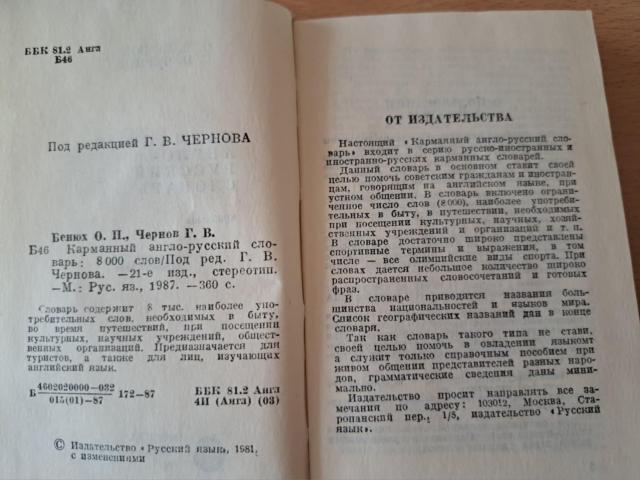 ББК 81.2 Англ
Б46
Под редакцией Г. В. ЧЕРНОВА
Бенюх О. П., Чернов Г. В.
Б46 Карманный англо-русский сло-
варь: 8 000 слов/Под ред. Г. В.
Чернова. —21-е изд., стереотип.
—М.: Рус. яз., 1987. —360 с.
Словарь содержит 8 тыс. наиболее упо-
требительных слов, необходимых в быту,
во время путешествий, при посещении
культурных, научных учреждений, общест-
венных организаций. Предназначается для
туристов, а также для лиц, изучающих
английский язык.
Б 4602020000—032
015(01)—87 172—87
ББК 81.2 Англ
4И (Англ) (03)
© Издательство «Русский язык», 1981,
с изменениями
ОТ ИЗДАТЕЛЬСТВА
Настоящий «Карманный англо-русский сло-
варь» входит в серию русско-иностранных и
иностранно-русских карманных словарей.
Данный словарь в основном ставит своей
целью помочь советским гражданам и иностран-
цам, говорящим на английском языке, при
устном общении. В словарь включено ограни-
ченное число слов (8 000), наиболее употреби-
тельных в быту, в путешествии, необходимых
при посещении культурных, научных, хозяй-
ственных учреждений и организаций и т. п.
В словаре достаточно широко представлены
спортивные термины и выражения, в том
числе — все олимпийские виды спорта. При
словах дается небольшое количество широко
распространенных словосочетаний и готовых
фраз.
В словаре приводятся названия боль-
шинства национальностей и языков мира.
Список географических названий дан в конце
словаря.
Так как словарь такого типа не стави
своей целью помочь в овладении языком
а служит только справочным пособием при
живом общении представителей разных наро-
дов, грамматические сведения даны мини-
мально.
Издательство просит направлять все за-
мечания по адресу: 103012, Москва, Ста-
ропанский пер., 1/5, издательство «Русский
язык».